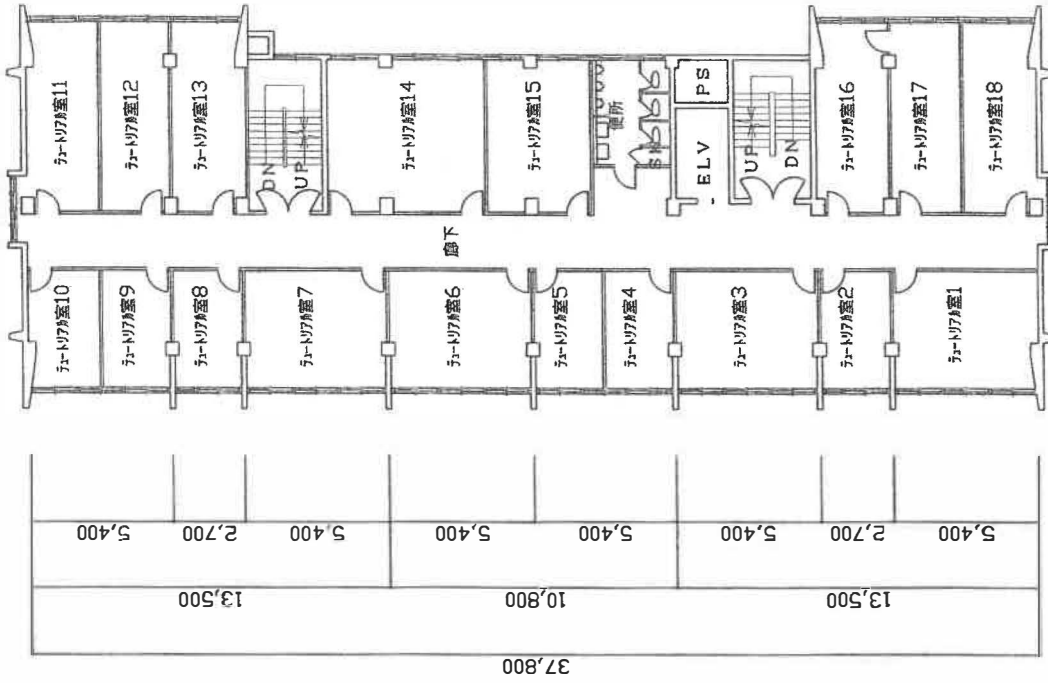 チュートリアル室11
チュートリアル室12
チュートリアル室13
チュートリアル室14
チュートリアル室15
チュートリアル室16
チュートリアル室17
チュートリアル室18
DN
UP
便所
SK
PS
ELV
UP
DN
廊下
チュートリアル室10
チュートリアル室9
チュートリアル室8
チュートリアル室7
チュートリアル室6
チュートリアル室5
チュートリアル室4
チュートリアル室3
チュートリアル室2
チュートリアル室1
5,400
2,700
5,400
5,400
5,400
5,400
2,700
5,400
13,500
10,800
13,500
37,800